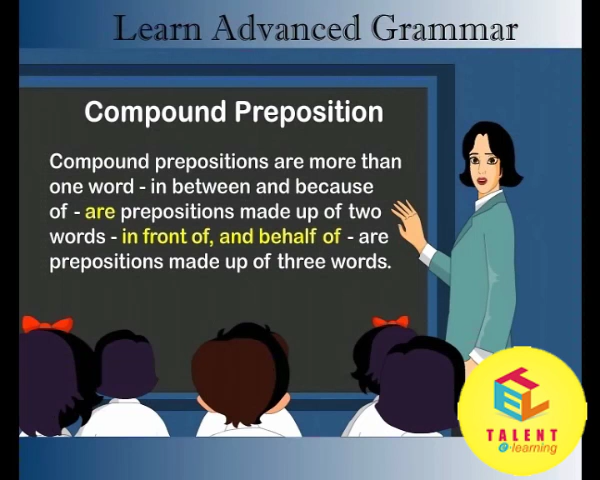 Learn Advanced Grammar
Compound Preposition
Compound prepositions are more than
one word - in between and because
of - are prepositions made up of two
words - in front of, and behalf of - are
prepositions made up of three words.
TEL
TALENT
e-learning